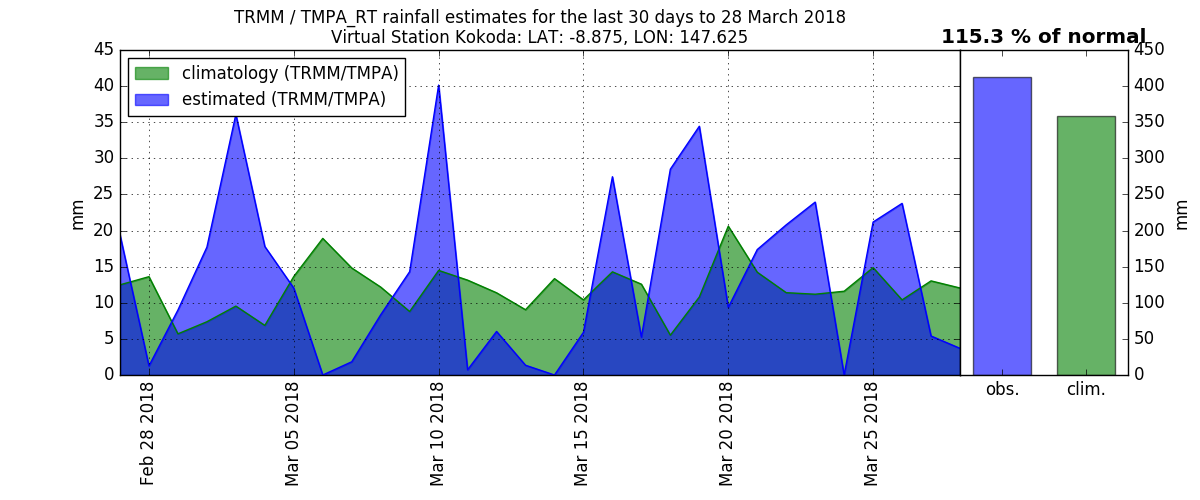 TRMM / TMPA_RT rainfall estimates for the last 30 days to 28 March 2018
Virtual Station Kokoda: LAT: -8.875, LON: 147.625
115.3 % of normal
climatology (TRMM/TMPA)
estimated (TRMM/TMPA)
mm
45
40
35
30
25
20
15
10
5
0
Feb 28 2018
Mar 05 2018
Mar 10 2018
Mar 15 2018
Mar 20 2018
Mar 25 2018
obs.
clim.
450
400
350
300
250
200
150
100
50
0
mm